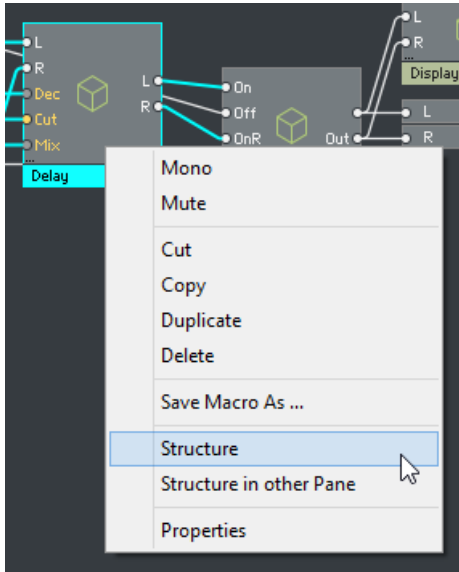 L
R
Dec
Cut
Mix
...
Delay
L
R
On
Off
OnR
Out
L
R
...
Display
L
R
Mono
Mute
Cut
Copy
Duplicate
Delete
Save Macro As ...
Structure
Structure in other Pane
Properties